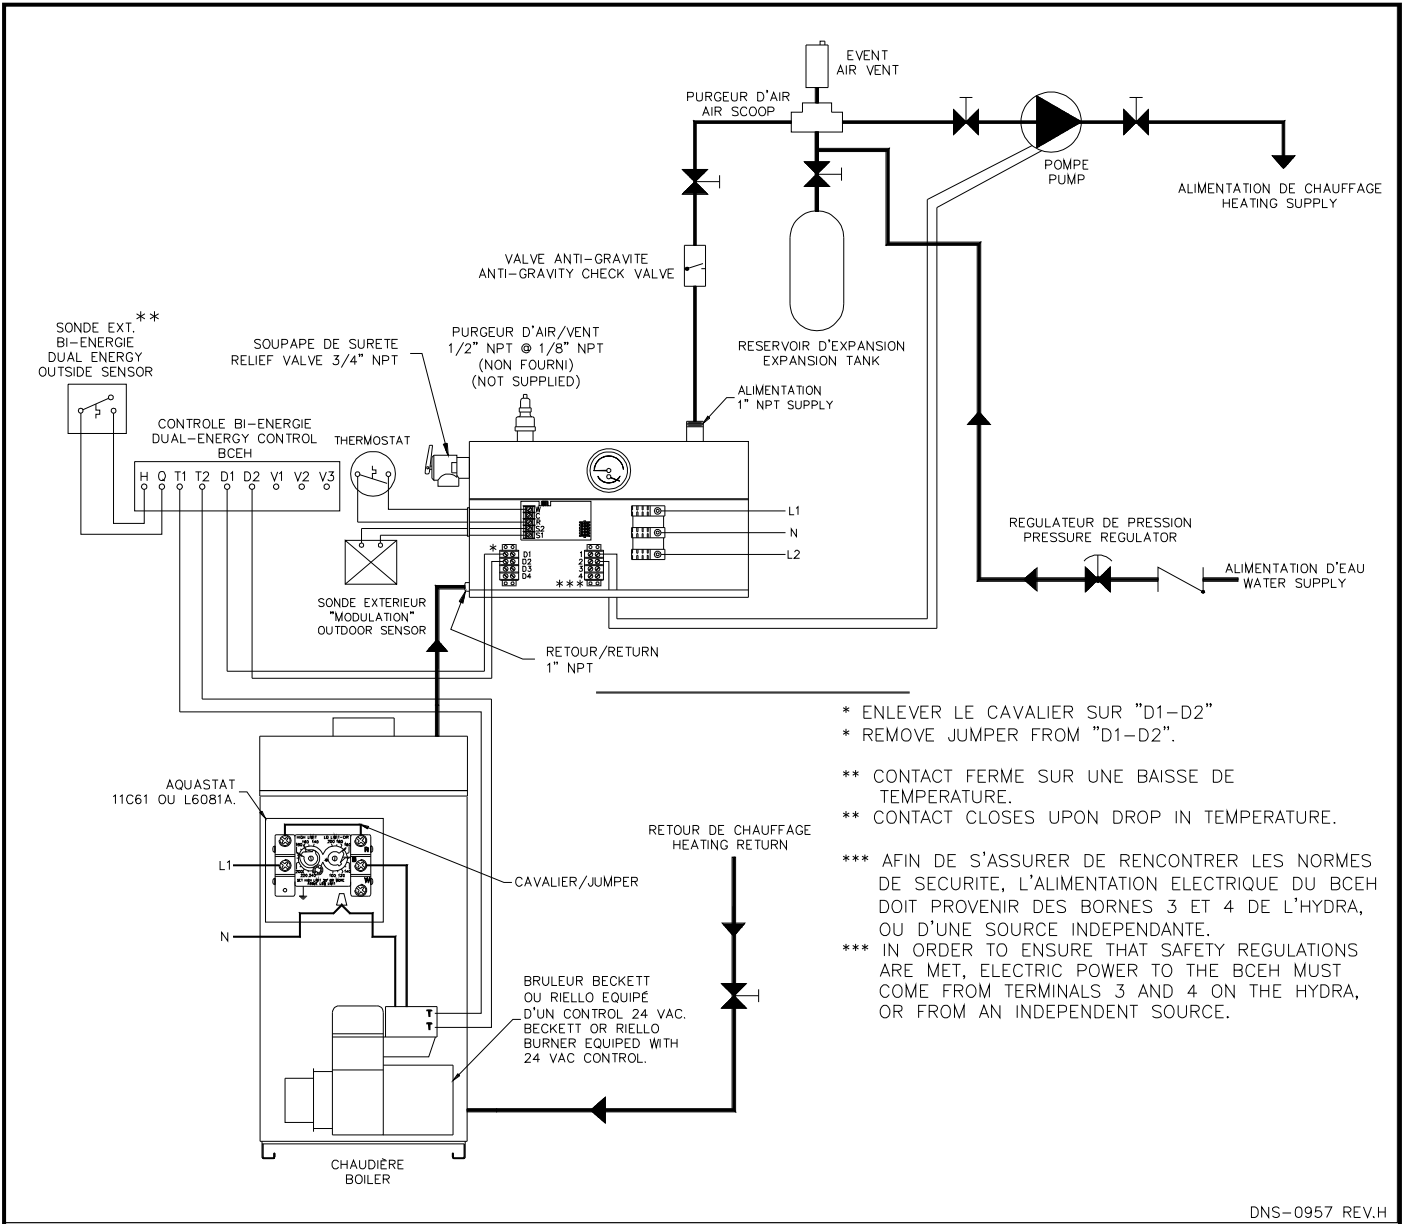 EVENT
AIR VENT
PURGEUR D'AIR
AIR SCOOP
POMPE
PUMP
ALIMENTATION DE CHAUFFAGE
HEATING SUPPLY
VALVE ANTI-GRAVITE
ANTI-GRAVITY CHECK VALVE
SONDE EXT. **
BI-ENERGIE
DUAL ENERGY
OUTSIDE SENSOR
SOUPAPE DE SURETE
RELIEF VALVE 3/4" NPT
PURGEUR D'AIR/VENT
1/2" NPT @ 1/8" NPT
(NON FOURNI)
(NOT SUPPLIED)
RESERVOIR D'EXPANSION
EXPANSION TANK
ALIMENTATION
1" NPT SUPPLY
CONTROLE BI-ENERGIE
DUAL-ENERGY CONTROL
BCEH
THERMOSTAT
H Q T1 T2 D1 D2 V1 V2 V3
W
C
R
S2
S1
L1
N
L2
*
D1
D2
D3
D4
1
2
3
4
***
REGULATEUR DE PRESSION
PRESSURE REGULATOR
ALIMENTATION D'EAU
WATER SUPPLY
SONDE EXTERIEUR
"MODULATION"
OUTDOOR SENSOR
RETOUR/RETURN
1" NPT
* ENLEVER LE CAVALIER SUR "D1-D2"
* REMOVE JUMPER FROM "D1-D2".
** CONTACT FERME SUR UNE BAISSE DE
TEMPERATURE.
** CONTACT CLOSES UPON DROP IN TEMPERATURE.
*** AFIN DE S'ASSURER DE RENCONTRER LES NORMES
DE SECURITE, L'ALIMENTATION ELECTRIQUE DU BCEH
DOIT PROVENIR DES BORNES 3 ET 4 DE L'HYDRA,
OU D'UNE SOURCE INDEPENDANTE.
*** IN ORDER TO ENSURE THAT SAFETY REGULATIONS
ARE MET, ELECTRIC POWER TO THE BCEH MUST
COME FROM TERMINALS 3 AND 4 ON THE HYDRA,
OR FROM AN INDEPENDENT SOURCE.
AQUASTAT
11C61 OU L6081A.
RETOUR DE CHAUFFAGE
HEATING RETURN
L1
HIGH LIMIT
R
B
W
CAVALIER/JUMPER
N
BRULEUR BECKETT
OU RIELLO EQUIPÉ
D'UN CONTROL 24 VAC.
BECKETT OR RIELLO
BURNER EQUIPED WITH
24 VAC CONTROL.
T
T
CHAUDIÈRE
BOILER
DNS-0957 REV.H